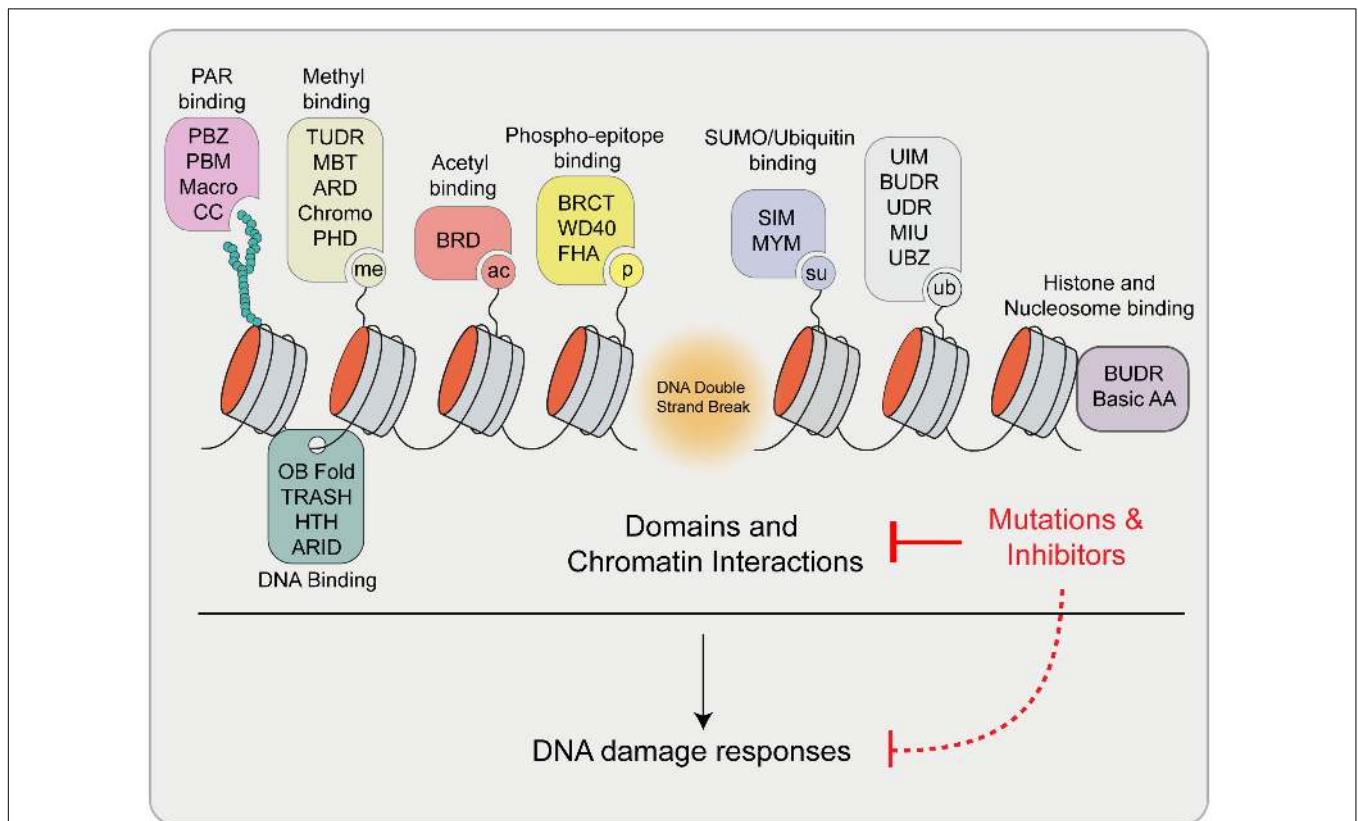 PAR
binding
PBZ
PBM
Macro
CC
Methyl
binding
TUDR
MBT
ARD
Chromo
PHD
me
Acetyl
binding
BRD
ac
Phospho-epitope
binding
BRCT
WD40
FHA
p
SUMO/Ubiquitin
binding
SIM
MYM
su
UIM
BUDR
UDR
MIU
UBZ
ub
Histone and
Nucleosome binding
BUDR
Basic AA
DNA Double
Strand Break
OB Fold
TRASH
HTH
ARID
DNA Binding
Domains and
Chromatin Interactions
Mutations &
Inhibitors
DNA damage responses